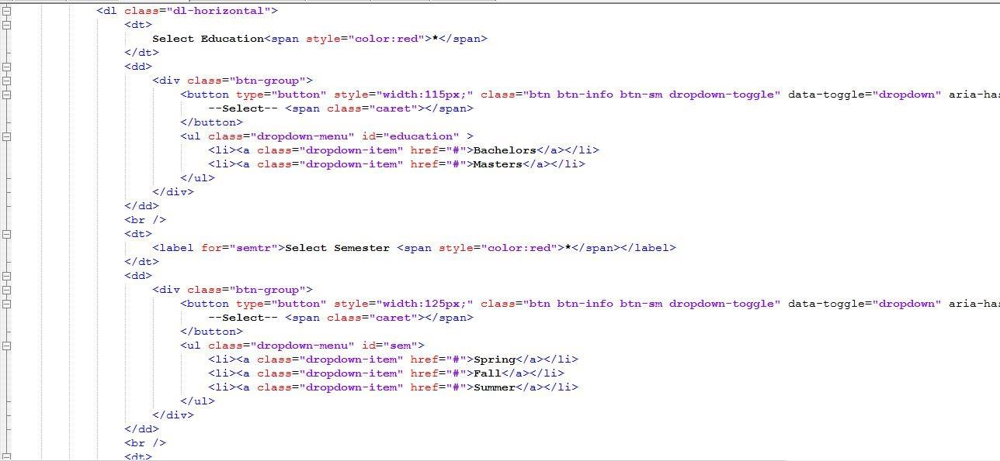 <dl class="dl-horizontal">
<dt>
Select Education<span style="color:red">*</span>
</dt>
<dd>
<div class="btn-group">
<button type="button" style="width:115px;" class="btn btn-info btn-sm dropdown-toggle" data-toggle="dropdown" aria-has
--Select-- <span class="caret"></span>
</button>
<ul class="dropdown-menu" id="education" >
<li><a class="dropdown-item" href="#">Bachelors</a></li>
<li><a class="dropdown-item" href="#">Masters</a></li>
</ul>
</div>
</dd>
<br />
<dt>
<label for="semtr">Select Semester <span style="color:red">*</span></label>
</dt>
<dd>
<div class="btn-group">
<button type="button" style="width:125px;" class="btn btn-info btn-sm dropdown-toggle" data-toggle="dropdown" aria-has
--Select-- <span class="caret"></span>
</button>
<ul class="dropdown-menu" id="sem">
<li><a class="dropdown-item" href="#">Spring</a></li>
<li><a class="dropdown-item" href="#">Fall</a></li>
<li><a class="dropdown-item" href="#">Summer</a></li>
</ul>
</div>
</dd>
<br />
<dt>